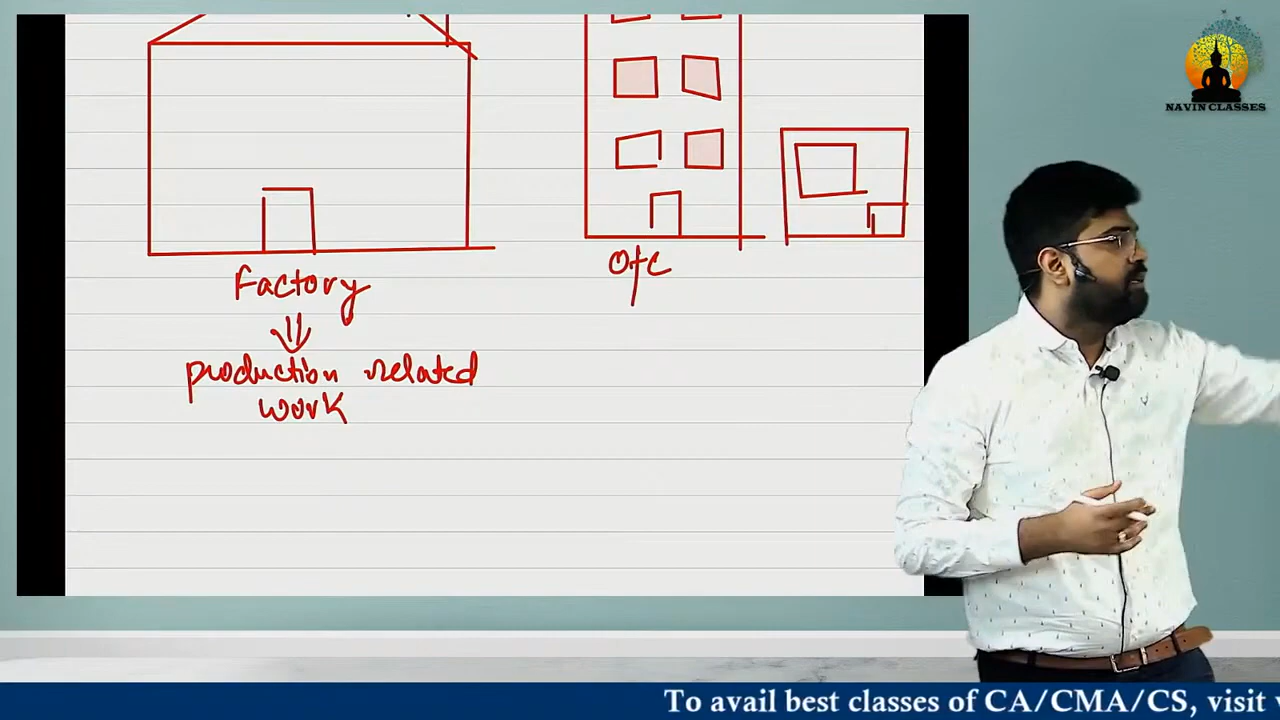 NAVIN CLASSES
Ofc
Factory
production related
work
To avail best classes of CA/CMA/CS, visit